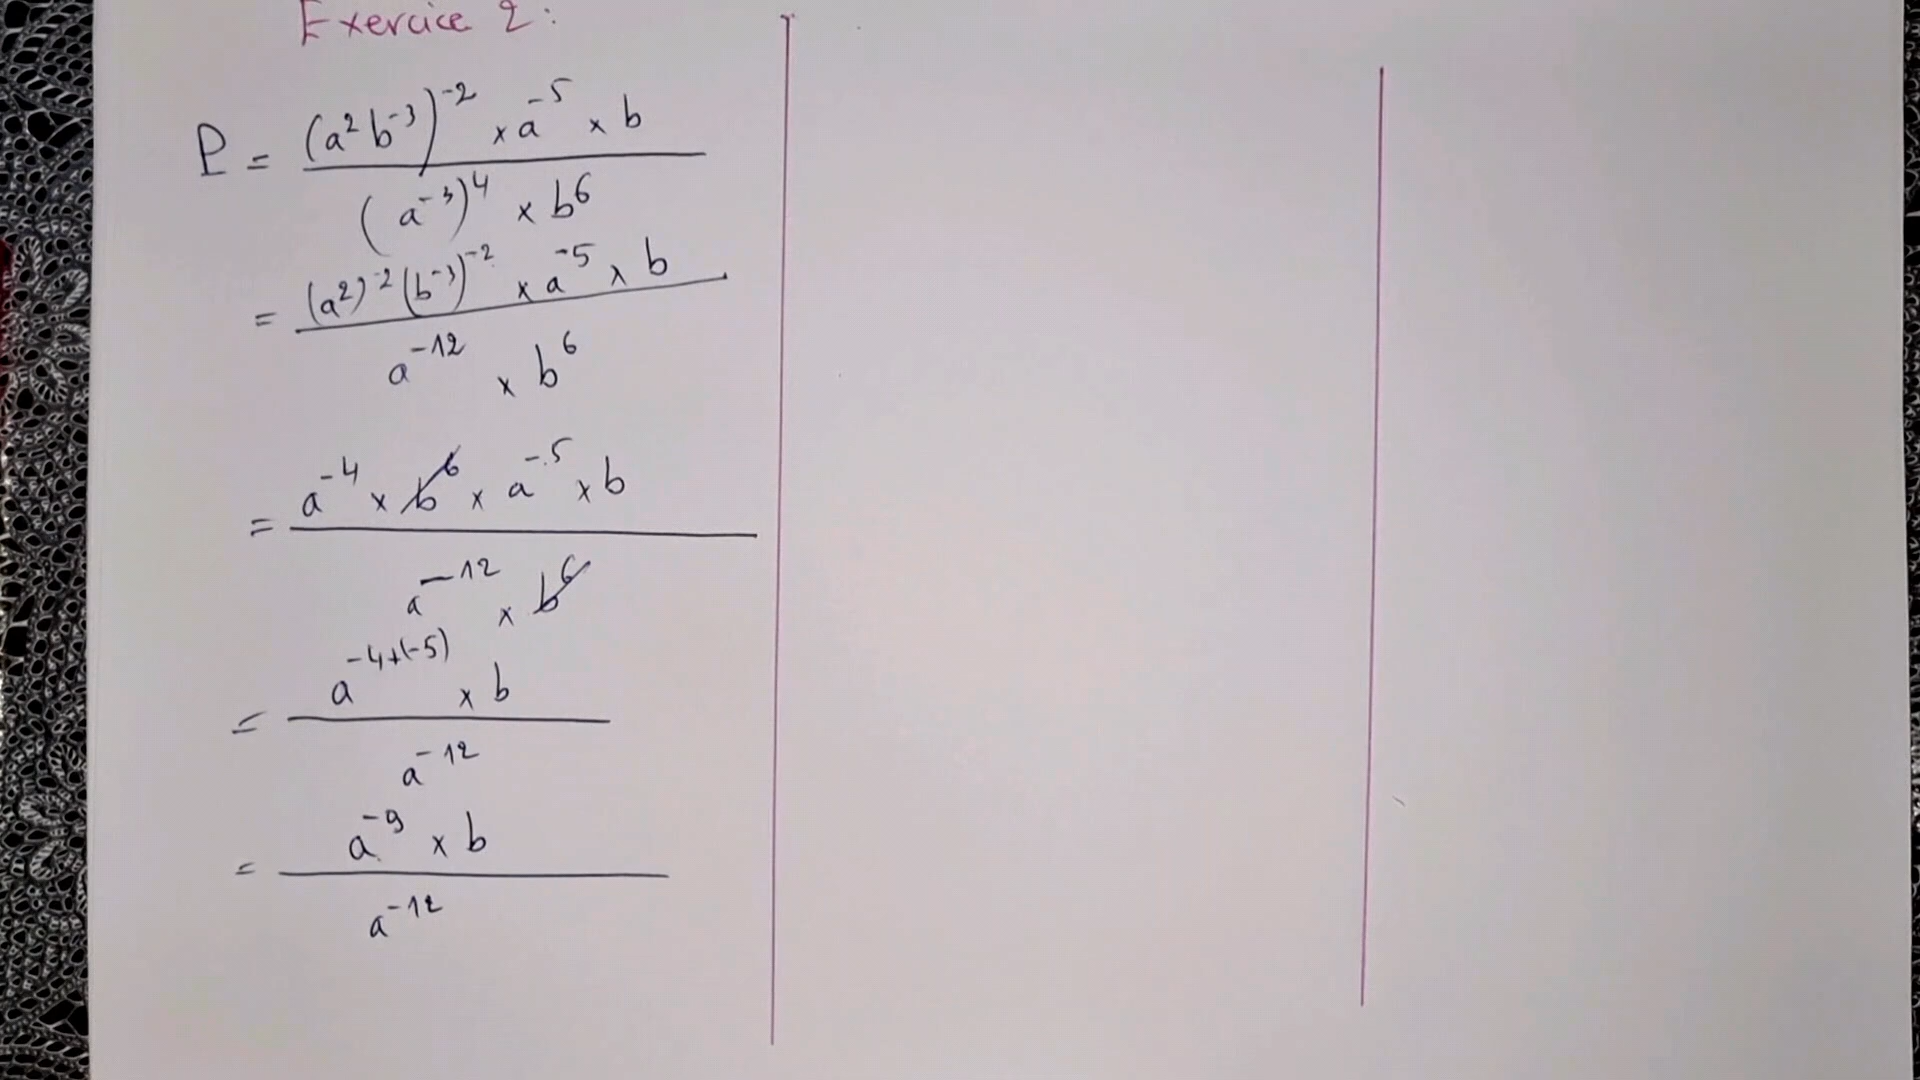 Exercice 2:
P = (a² b⁻³)⁻² × a⁻⁵ × b
(a⁻³)⁴ × b⁶
= (a²)⁻² (b⁻³)⁻² × a⁻⁵ × b
a⁻¹² × b⁶
= a⁻⁴ × b⁶ × a⁻⁵ × b
a⁻¹² × b⁶
= a⁻⁴⁺⁽⁻⁵⁾ × b
a⁻¹²
= a⁻⁹ × b
a⁻¹²